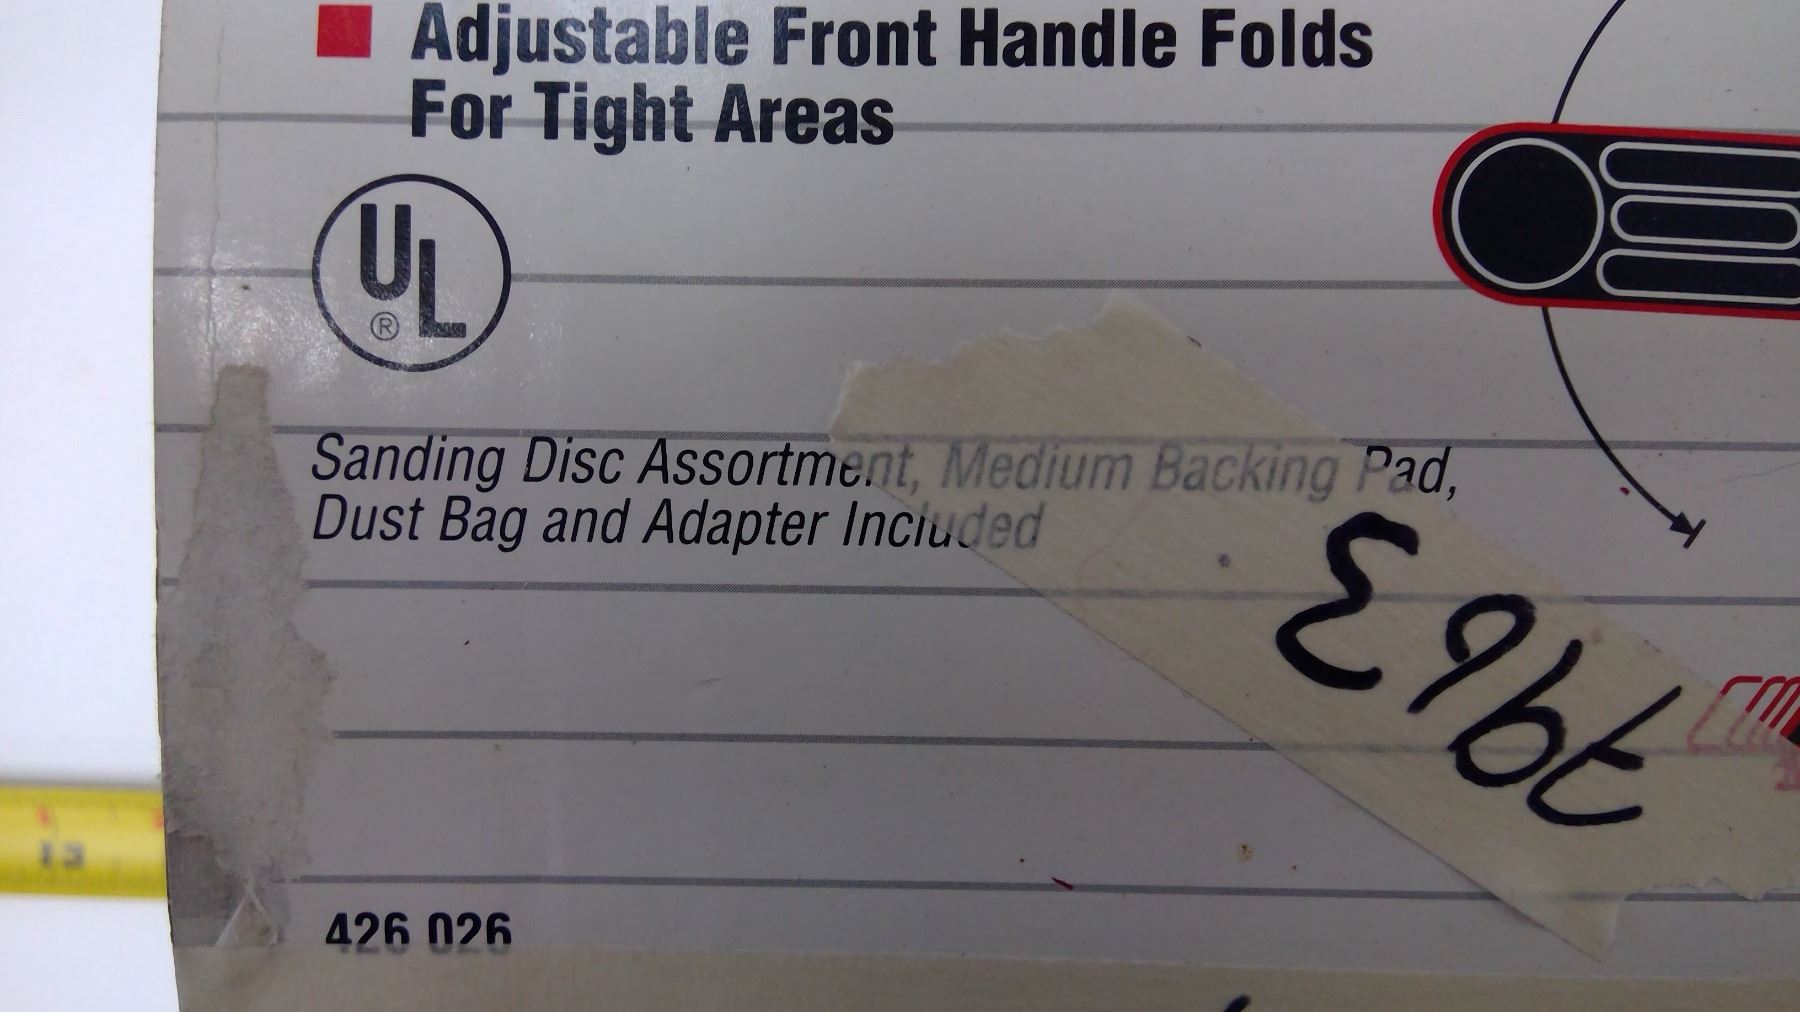 Adjustable Front Handle Folds
For Tight Areas
UL
®
Sanding Disc Assortment, Medium Backing Pad,
Dust Bag and Adapter Included
7963
426 026